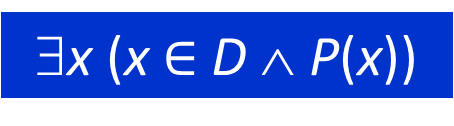 ∃x (x ∈ D ∧ P(x))